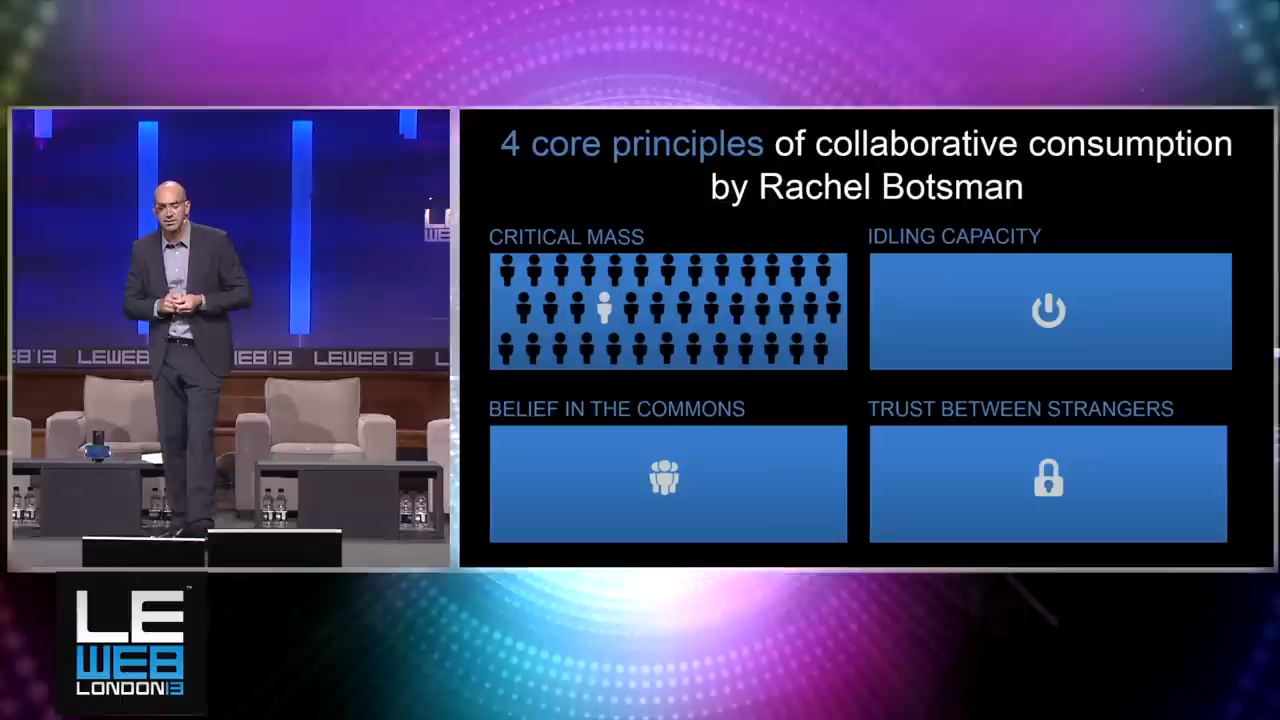 4 core principles of collaborative consumption
by Rachel Botsman
CRITICAL MASS
IDLING CAPACITY
BELIEF IN THE COMMONS
TRUST BETWEEN STRANGERS
LEWEB'13
LE
WEB
LONDON13
™